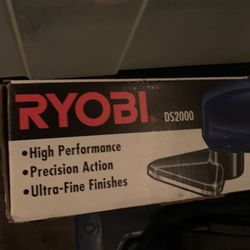 RYOBI DS2000
•High Performance
•Precision Action
•Ultra-Fine Finishes